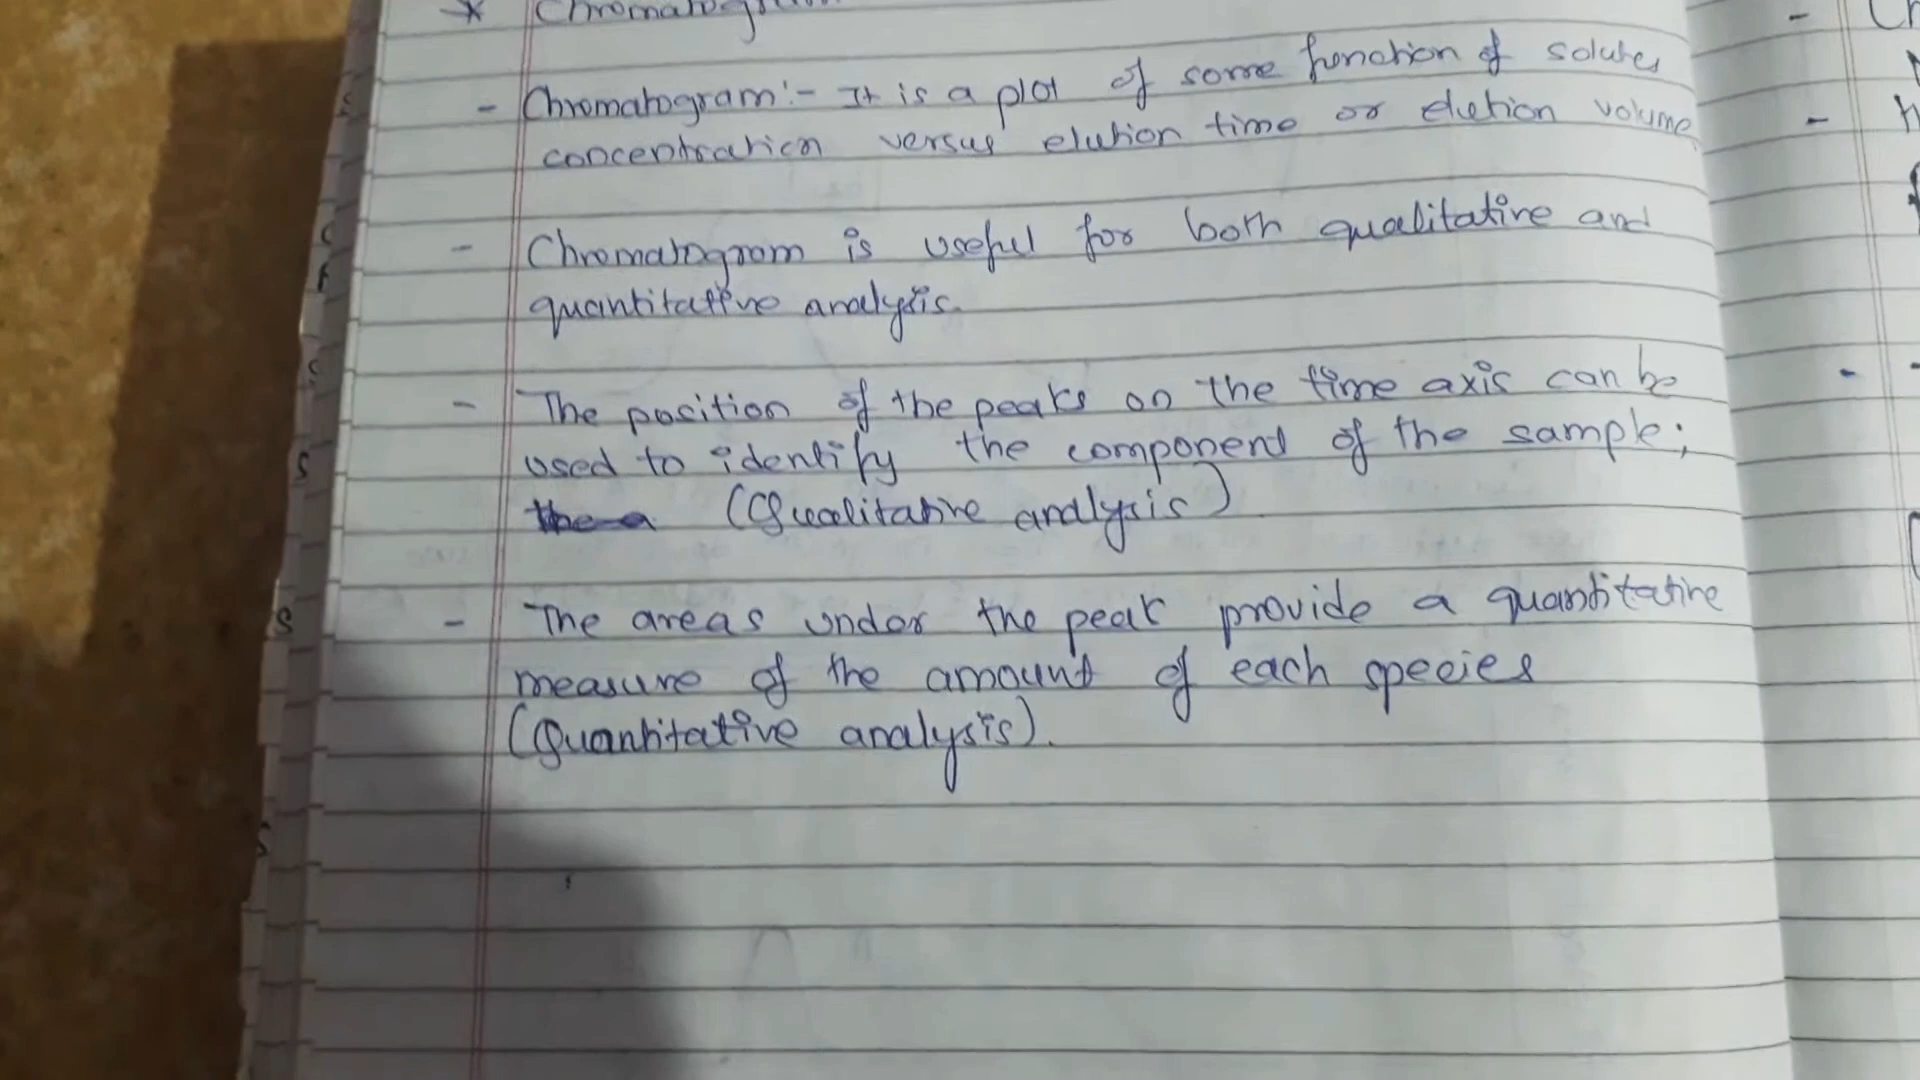 * Chromatogram
- Chromatogram :- It is a plot of some function of solutes
concentration versus elution time or elution volume
- Chromatogram is useful for both qualitative and
quantitative analysis.
- The position of the peaks on the time axis can be
used to identify the component of the sample;
(Qualitative analysis)
- The areas under the peak provide a quantitative
measure of the amount of each species
(Quantitative analysis).